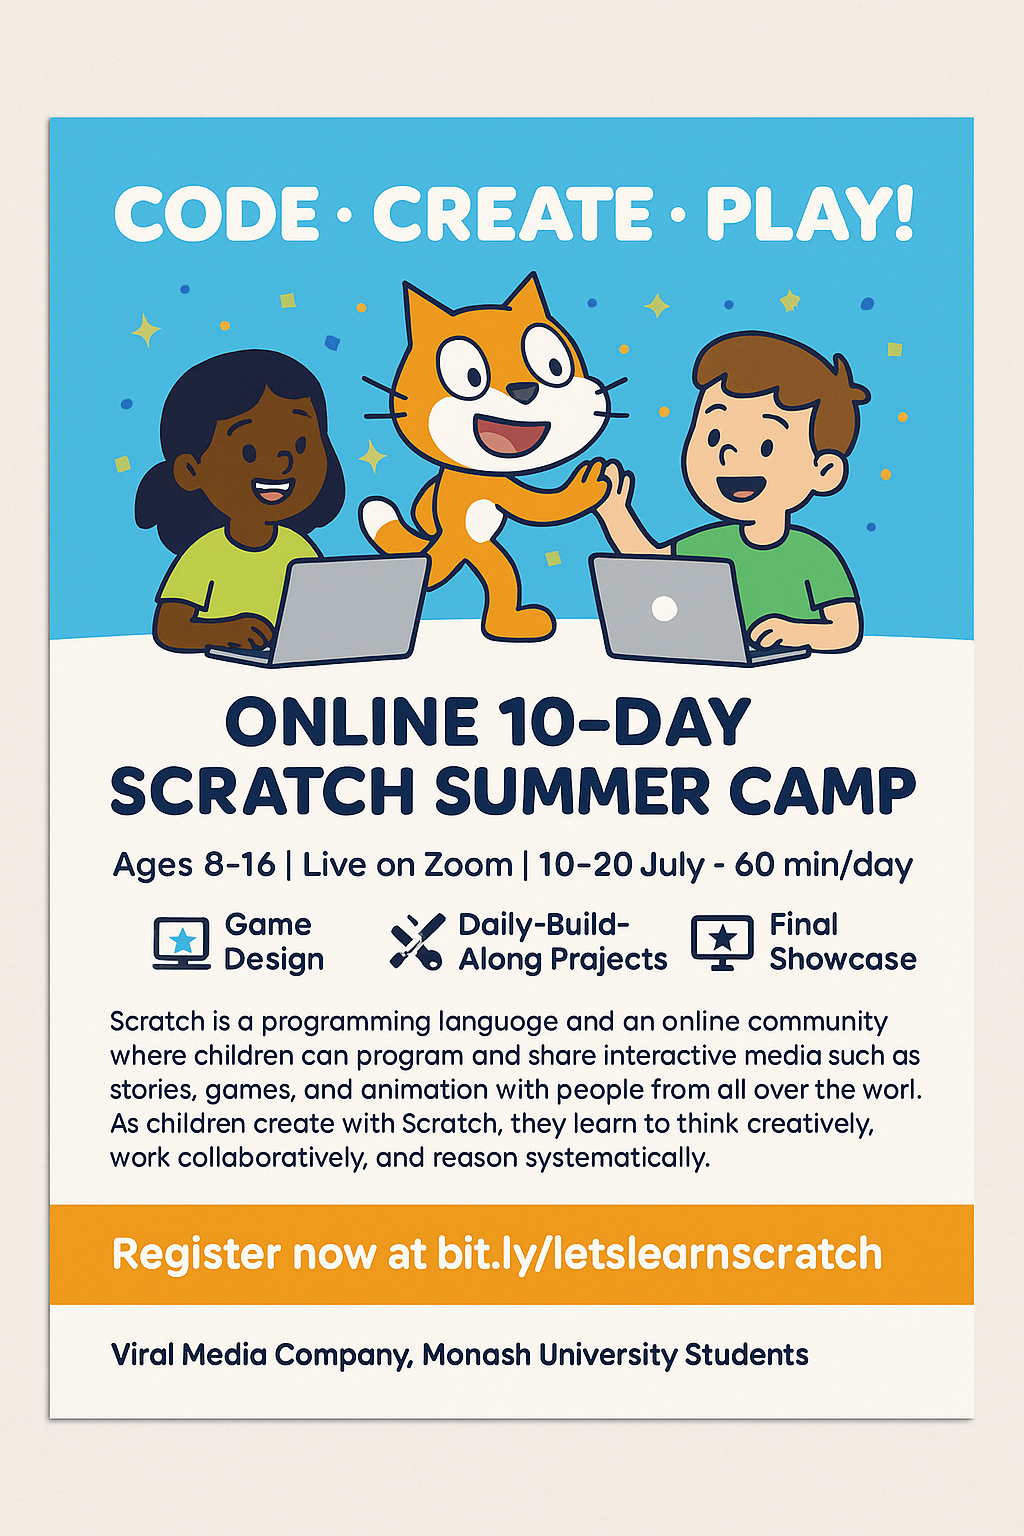 CODE · CREATE · PLAY!
ONLINE 10-DAY
SCRATCH SUMMER CAMP
Ages 8-16 | Live on Zoom | 10-20 July - 60 min/day
Game
Design
Daily-Build-
Along Prajects
Final
Showcase
Scratch is a programming languoge and an online community
where children can program and share interactive media such as
stories, games, and animation with people from all over the worl.
As children create with Scratch, they learn to think creatively,
work collaboratively, and reason systematically.
Register now at bit.ly/letslearnscratch
Viral Media Company, Monash University Students